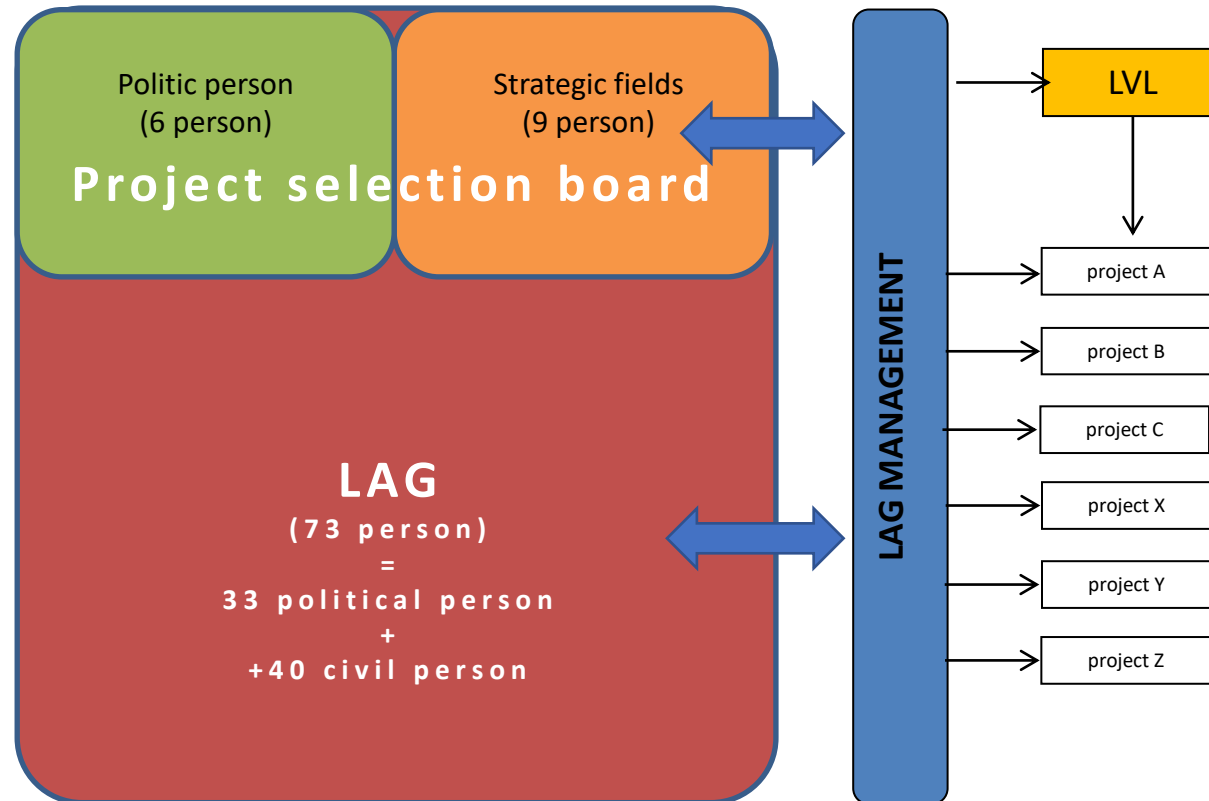 Politic person
(6 person)
Strategic fields
(9 person)
Project selection board
LAG
(73 person)
=
33 political person
+
+40 civil person
LAG MANAGEMENT
LVL
project A
project B
project C
project X
project Y
project Z